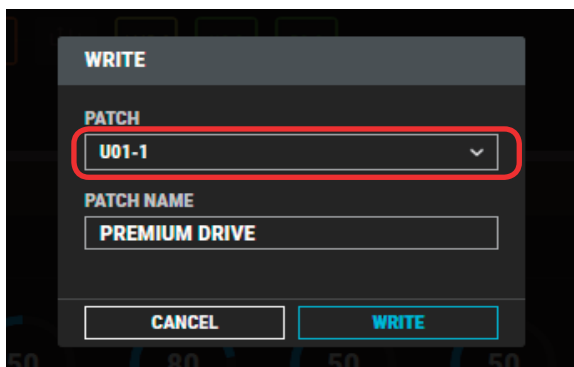 WRITE
PATCH
U01-1
PATCH NAME
PREMIUM DRIVE
CANCEL WRITE
50 80 50 50